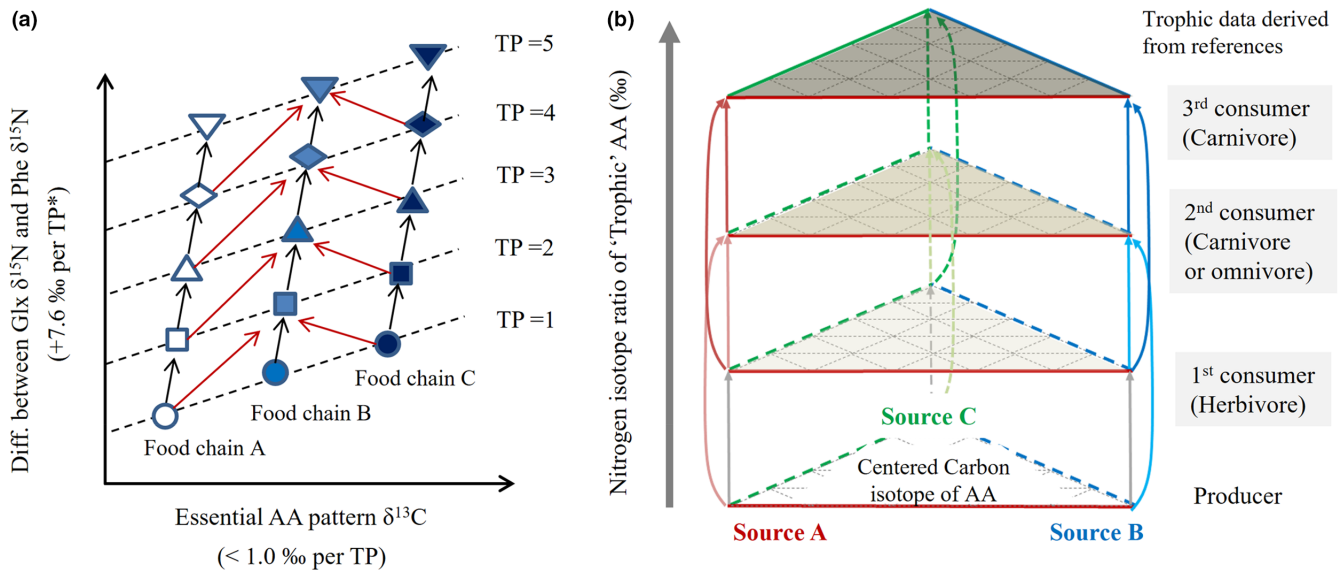 (a)
TP =5
TP =4
TP =3
TP =2
TP =1
Diff. between Glx δ¹⁵N and Phe δ¹⁵N
(+7.6 ‰ per TP*)
Food chain A
Food chain B
Food chain C
Essential AA pattern δ¹³C
(< 1.0 ‰ per TP)
(b)
Nitrogen isotope ratio of ‘Trophic’ AA (‰)
Trophic data derived
from references
3ʳᵈ consumer
(Carnivore)
2ⁿᵈ consumer
(Carnivore
or omnivore)
1ˢᵗ consumer
(Herbivore)
Producer
Source C
Centered Carbon
isotope of AA
Source A
Source B